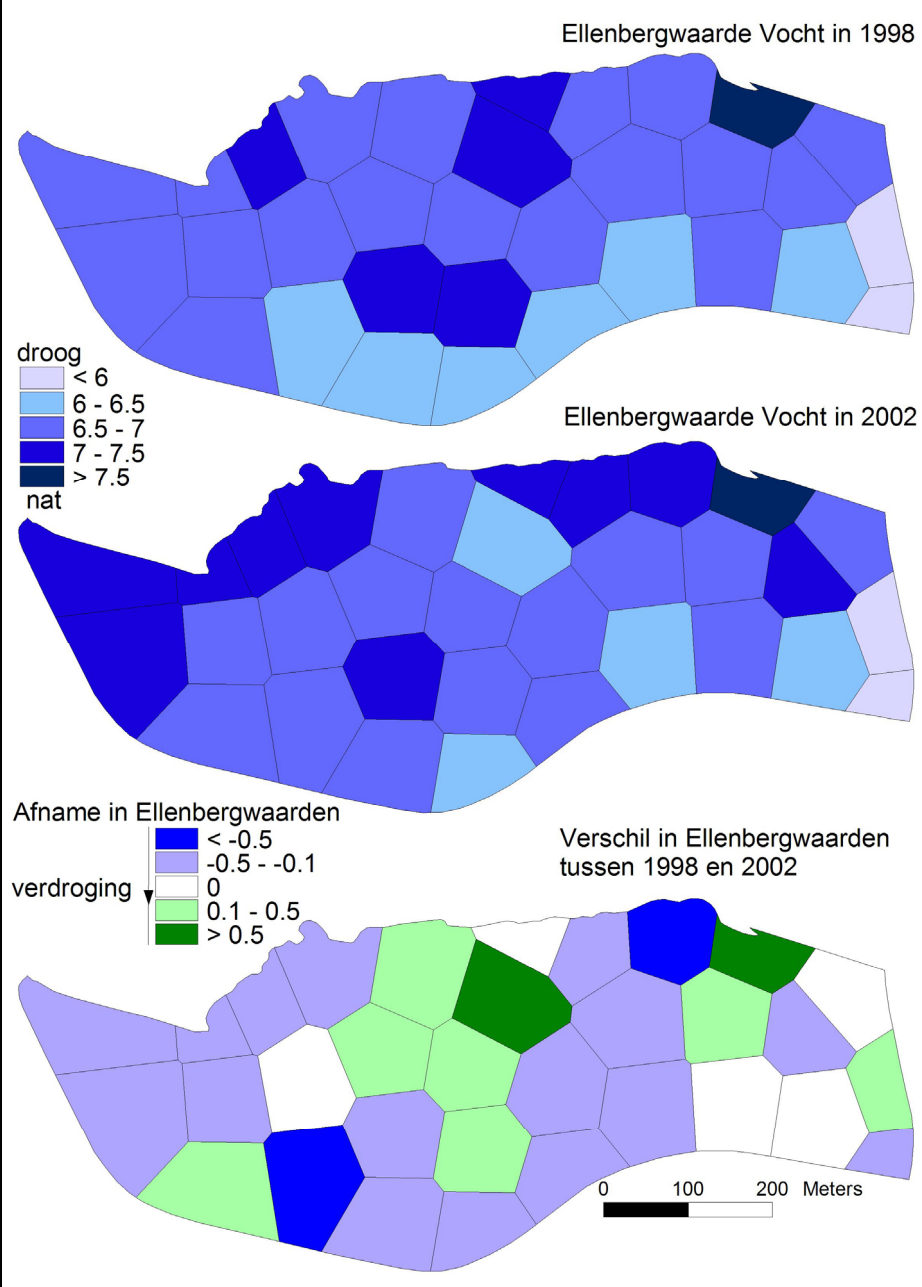 Ellenbergwaarde Vocht in 1998
droog
< 6
6 - 6.5
6.5 - 7
7 - 7.5
> 7.5
nat
Ellenbergwaarde Vocht in 2002
Afname in Ellenbergwaarden
< -0.5
-0.5 - -0.1
verdroging
0
0.1 - 0.5
> 0.5
Verschil in Ellenbergwaarden
tussen 1998 en 2002
0 100 200 Meters